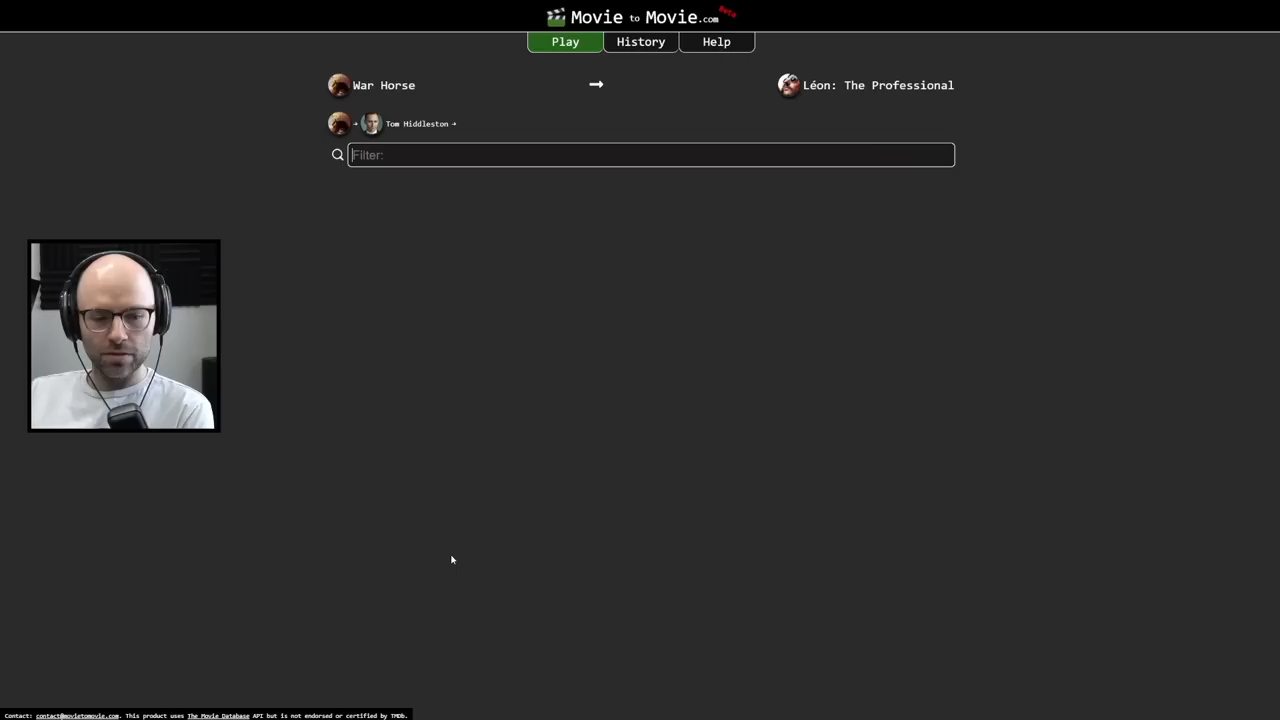 Movie to Movie.com Beta
Play History Help
War Horse → Léon: The Professional
→ Tom Hiddleston →
Filter:
Contact: contact@movietomovie.com. This product uses The Movie Database API but is not endorsed or certified by TMDb.